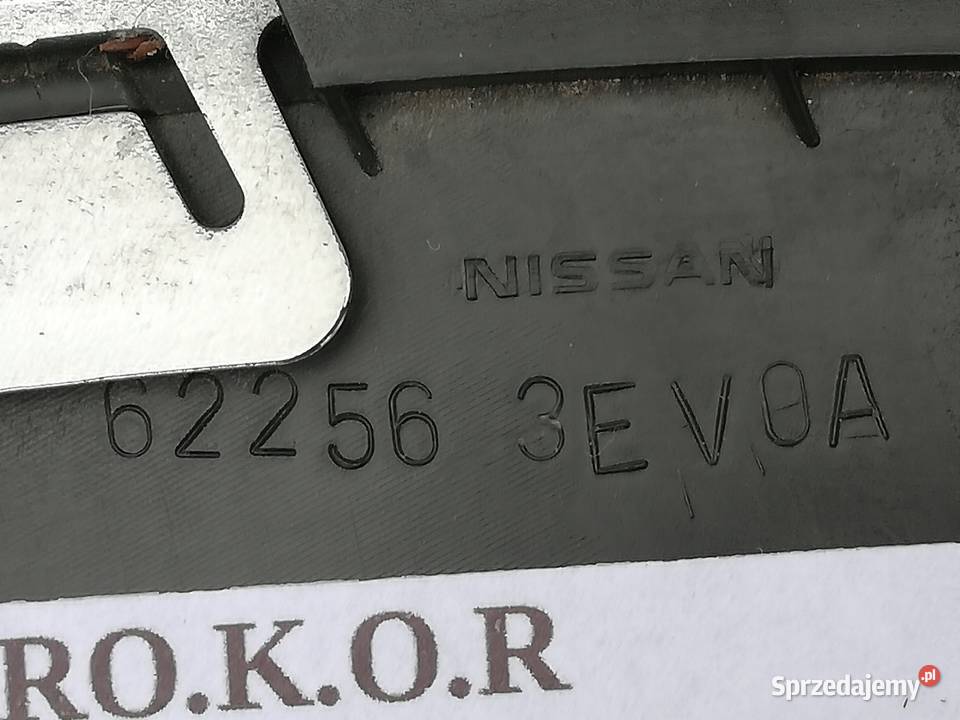 NISSAN
62256 3EV0A
RO.K.O.R
Sprzedajemy.pl